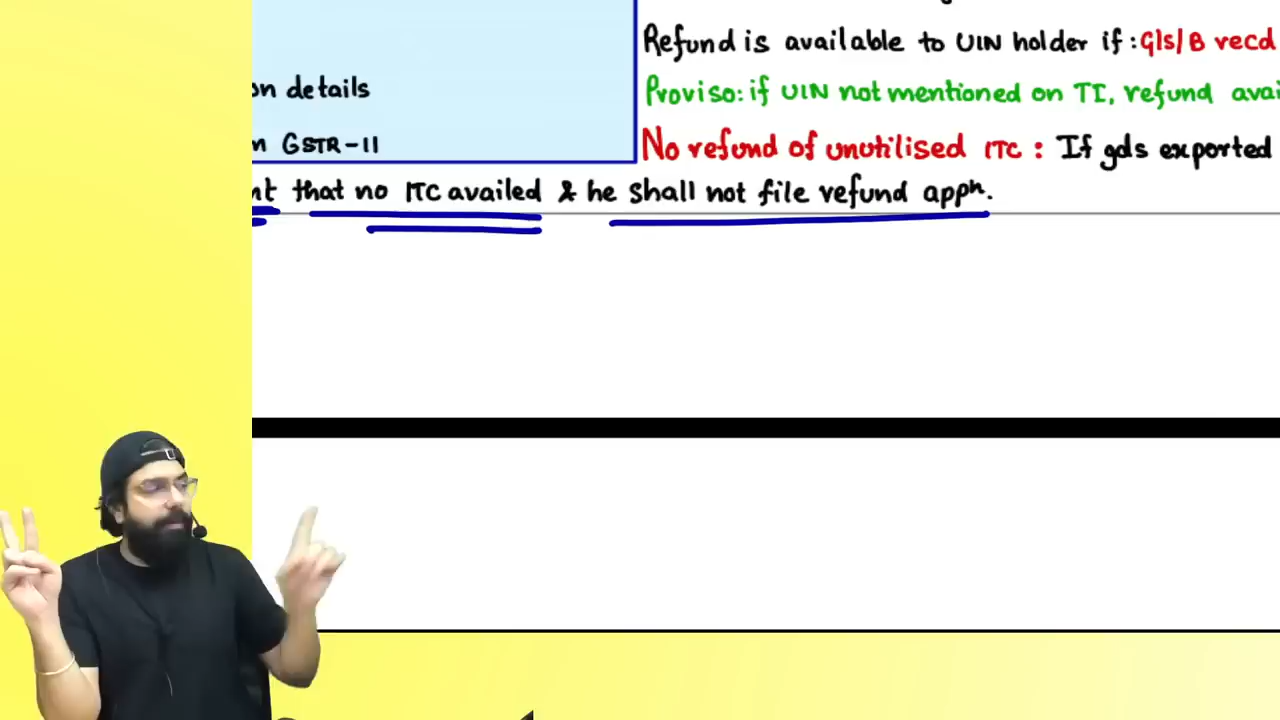 on details
m GSTR-11
nt that no ITC availed & he shall not file refund appn.
Refund is available to UIN holder if : G/s/B recd
Proviso: if UIN not mentioned on TI, refund avai
No refund of unutilised ITC : If gds exported